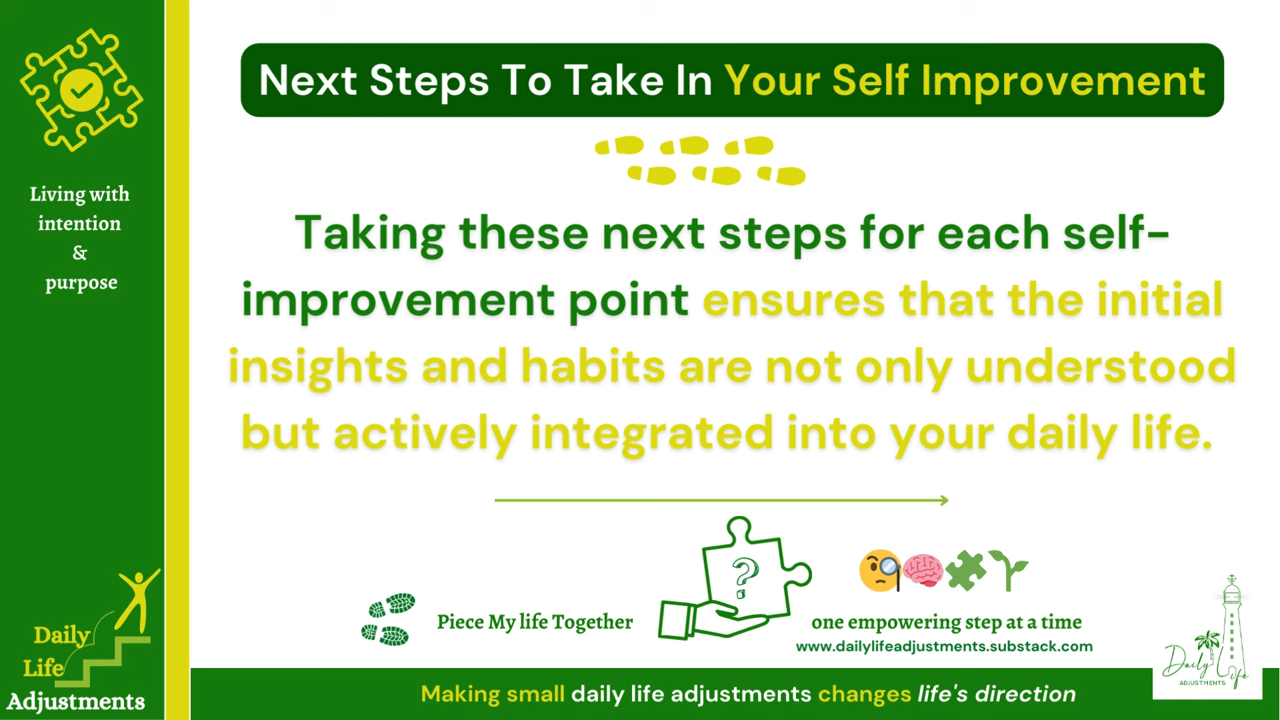 Next Steps To Take In Your Self Improvement
Living with
intention
&
purpose
Taking these next steps for each self-
improvement point ensures that the initial
insights and habits are not only understood
but actively integrated into your daily life.
?
Piece My life Together
one empowering step at a time
www.dailylifeadjustments.substack.com
Daily
Life
Adjustments
Making small daily life adjustments changes life's direction
Daily Life
ADJUSTMENTS